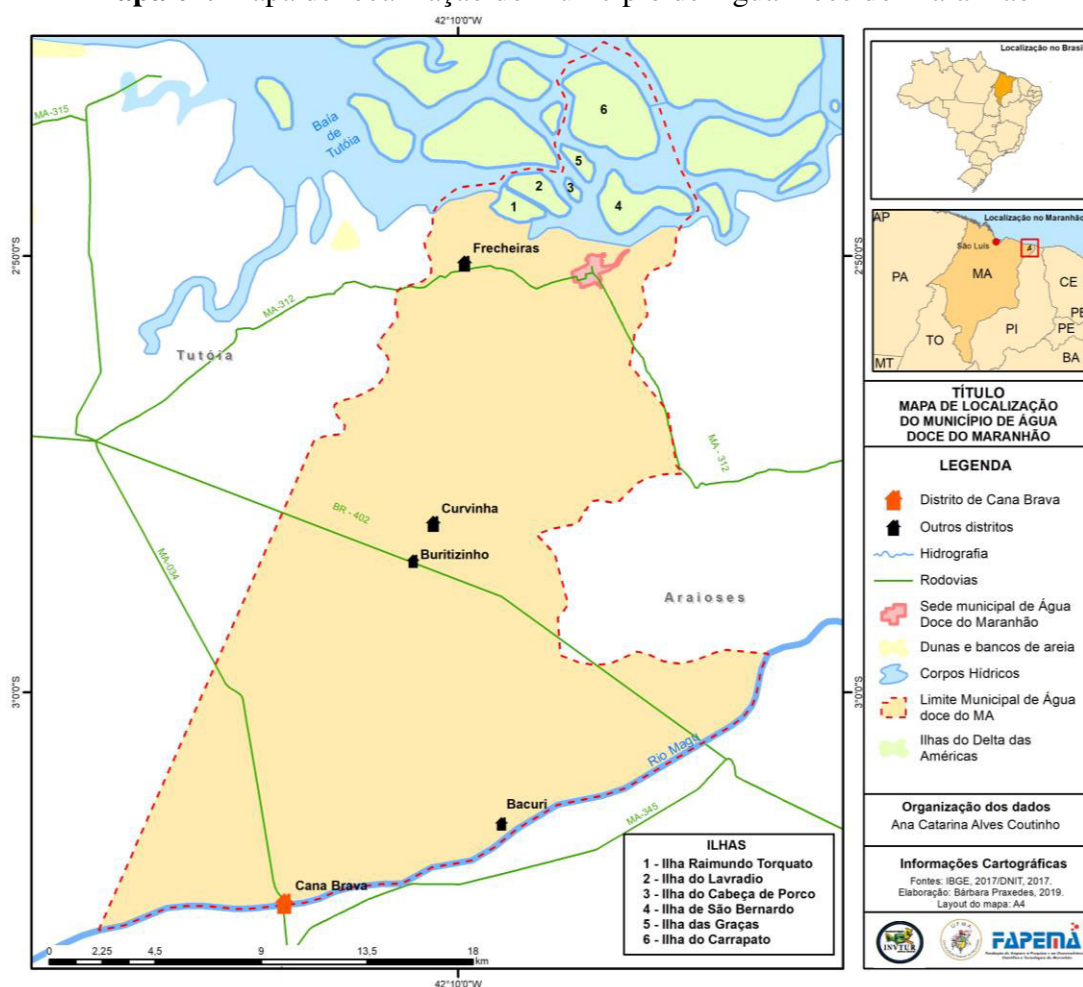 42°10'0"W
MA-315
Baía
de
Tutóia
6
5
2
3
1
4
Frecheiras
2°50'0"S
2°50'0"S
MA-312
Tutóia
MA - 312
Curvinha
BR - 402
Buritizinho
MA-034
Araioses
3°0'0"S
3°0'0"S
Rio Magu
Bacuri
MA-345
Cana Brava
ILHAS
1 - Ilha Raimundo Torquato
2 - Ilha do Lavradio
3 - Ilha do Cabeça de Porco
4 - Ilha de São Bernardo
5 - Ilha das Graças
6 - Ilha do Carrapato
0 2,25 4,5 9 13,5 18
km
42°10'0"W
Localização no Brasil
AP
Localização no Maranhão
São Luís
PA
MA
CE
PI
PE
TO
MT
BA
TÍTULO
MAPA DE LOCALIZAÇÃO
DO MUNICÍPIO DE ÁGUA
DOCE DO MARANHÃO
LEGENDA
Distrito de Cana Brava
Outros distritos
Hidrografia
Rodovias
Sede municipal de Água
Doce do Maranhão
Dunas e bancos de areia
Corpos Hídricos
Limite Municipal de Água
doce do MA
Ilhas do Delta das
Américas
Organização dos dados
Ana Catarina Alves Coutinho
Informações Cartográficas
Fontes: IBGE, 2017/DNIT, 2017.
Elaboração: Bárbara Praxedes, 2019.
Layout do mapa: A4
INVTUR
UFMA
FAPEMA